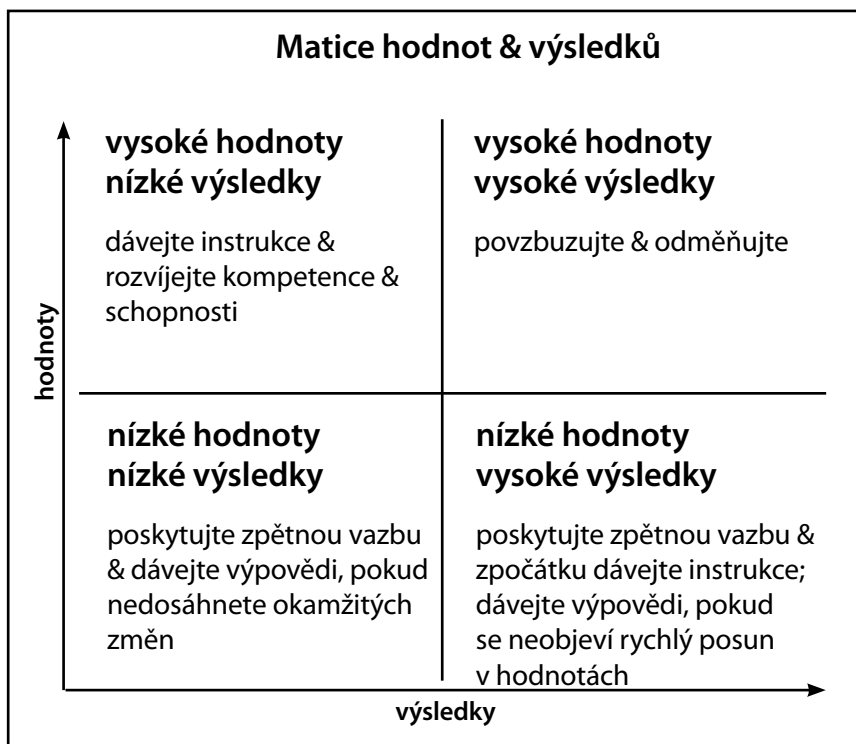 Matice hodnot & výsledků
vysoké hodnoty
nízké výsledky
dávejte instrukce &
rozvíjejte kompetence &
schopnosti
vysoké hodnoty
vysoké výsledky
povzbuzujte & odměňujte
hodnoty
nízké hodnoty
nízké výsledky
poskytujte zpětnou vazbu
& dávejte výpovědi, pokud
nedosáhnete okamžitých
změn
nízké hodnoty
vysoké výsledky
poskytujte zpětnou vazbu &
zpočátku dávejte instrukce;
dávejte výpovědi, pokud
se neobjeví rychlý posun
v hodnotách
výsledky